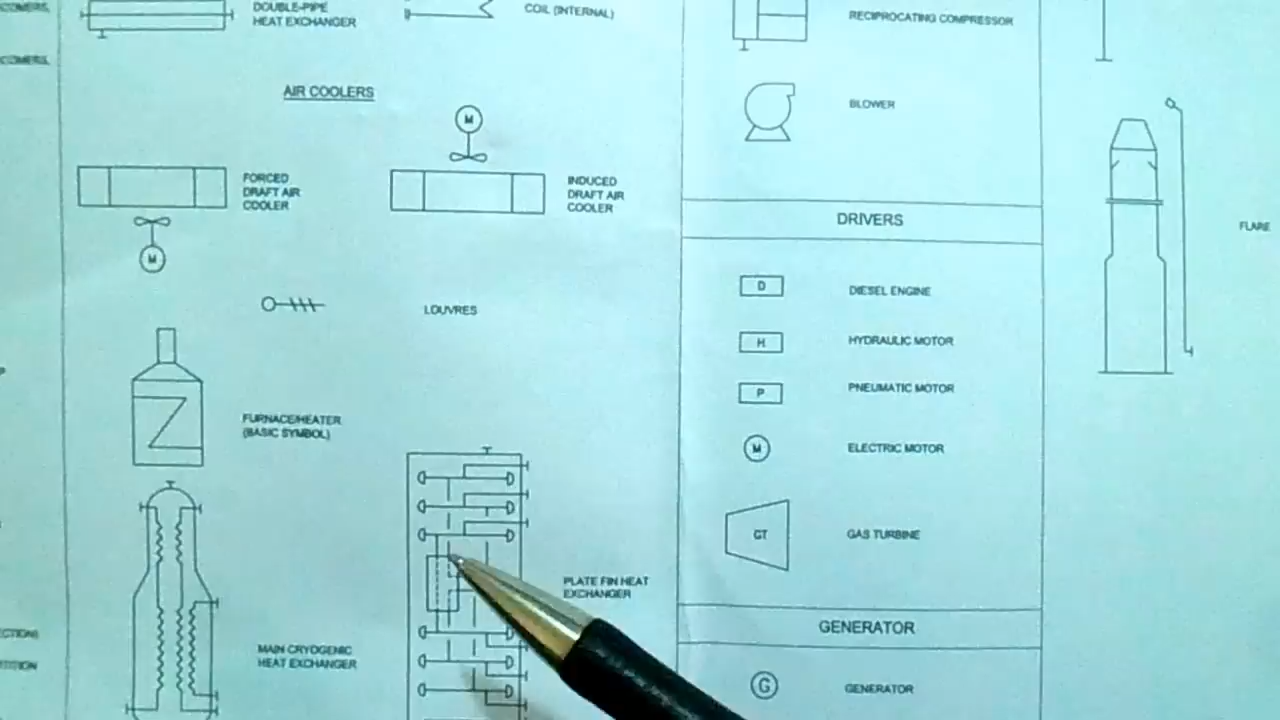 DOUBLE-PIPE
HEAT EXCHANGER
COIL (INTERNAL)
AIR COOLERS
M
FORCED
DRAFT AIR
COOLER
M
INDUCED
DRAFT AIR
COOLER
LOUVRES
FURNACE/HEATER
(BASIC SYMBOL)
MAIN CRYOGENIC
HEAT EXCHANGER
PLATE FIN HEAT
EXCHANGER
RECIPROCATING COMPRESSOR
BLOWER
DRIVERS
D
DIESEL ENGINE
H
HYDRAULIC MOTOR
P
PNEUMATIC MOTOR
M
ELECTRIC MOTOR
GT
GAS TURBINE
GENERATOR
G
GENERATOR
FLARE